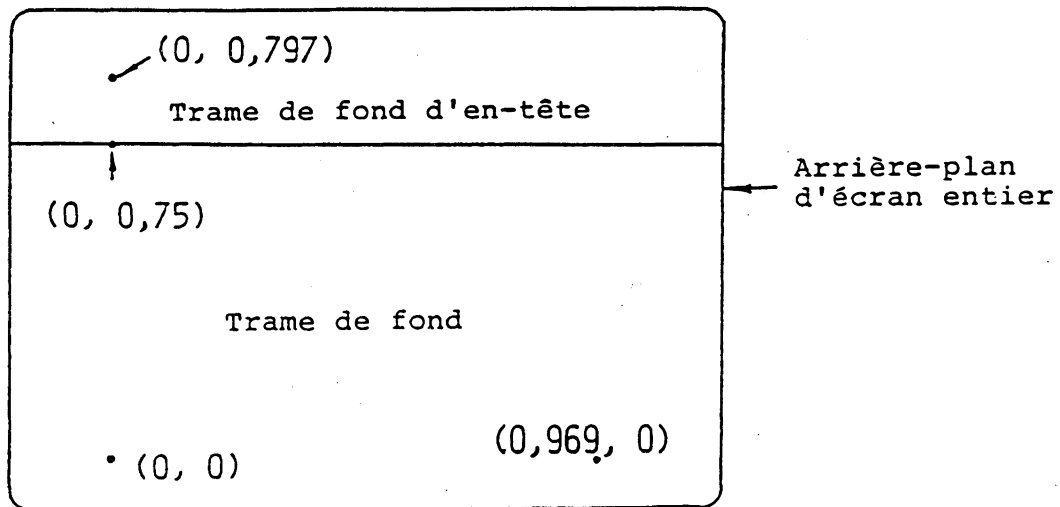 (0, 0,797)
Trame de fond d'en-tête
Arrière-plan
d'écran entier
(0, 0,75)
Trame de fond
(0,969, 0)
(0, 0)